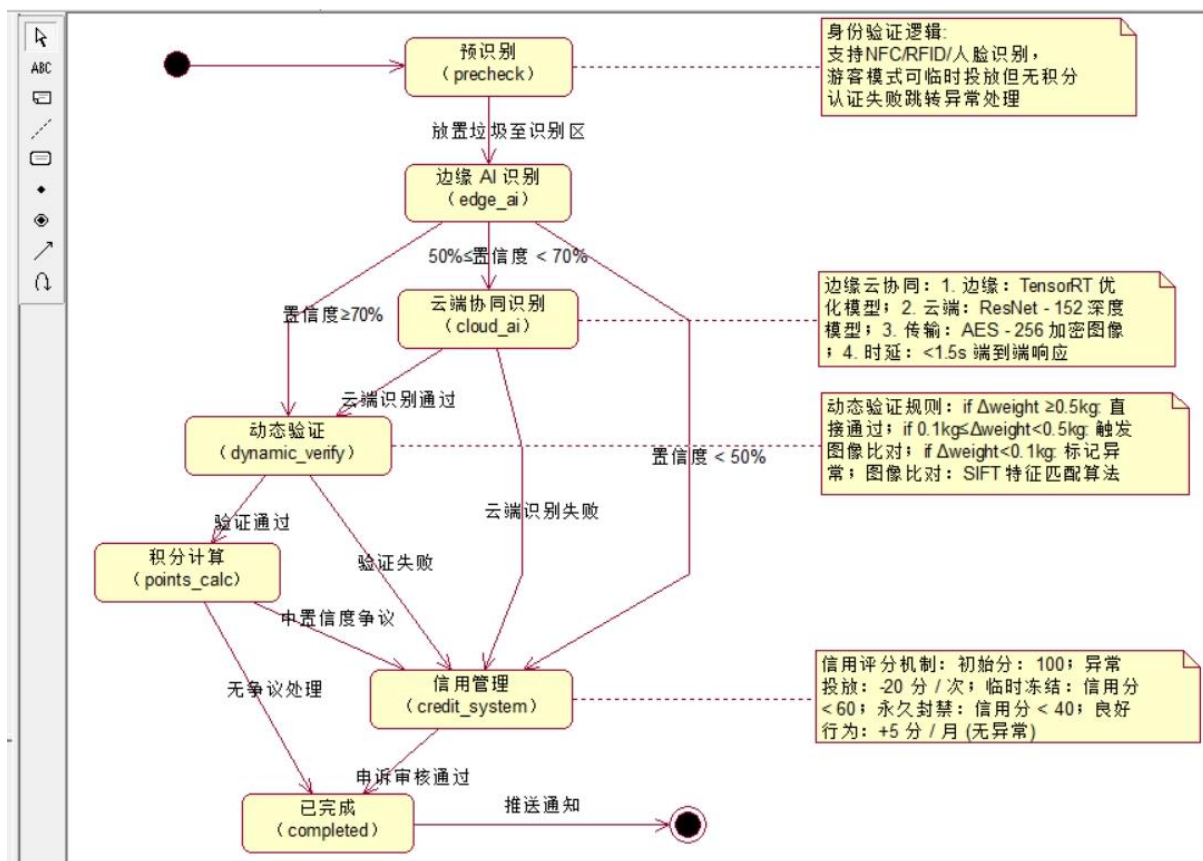 ABC
预识别
（precheck）
身份验证逻辑:
支持NFC/RFID/人脸识别，
游客模式可临时投放但无积分
认证失败跳转异常处理
放置垃圾至识别区
边缘 AI 识别
（edge_ai）
50%≤置信度 < 70%
置信度≥70%
云端协同识别
（cloud_ai）
边缘云协同：1. 边缘：TensorRT 优
化模型；2. 云端：ResNet - 152 深度
模型；3. 传输：AES - 256 加密图像
；4. 时延：<1.5s 端到端响应
云端识别通过
动态验证
（dynamic_verify）
动态验证规则：if Δweight ≥0.5kg: 直
接通过；if 0.1kg≤Δweight<0.5kg: 触发
图像比对；if Δweight<0.1kg: 标记异
常；图像比对：SIFT 特征匹配算法
置信度 < 50%
云端识别失败
验证通过
验证失败
积分计算
（points_calc）
中置信度争议
无争议处理
信用管理
（credit_system）
信用评分机制：初始分：100；异常
投放：-20 分 / 次；临时冻结：信用分
<60；永久封禁：信用分 < 40；良好
行为：+5 分 / 月 (无异常)
申诉审核通过
已完成
（completed）
推送通知